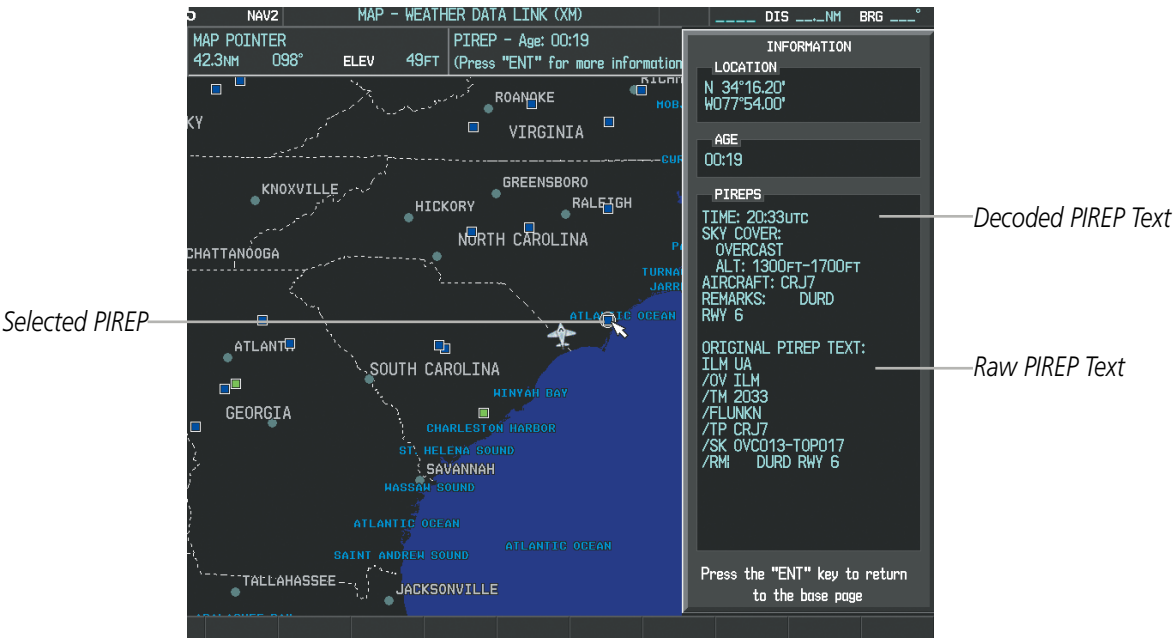 NAV2
MAP - WEATHER DATA LINK (XM)
____ DIS __._NM BRG ___°
MAP POINTER
42.3NM 098° ELEV 49FT
PIREP - Age: 00:19
(Press "ENT" for more information
INFORMATION
LOCATION
N 34°16.20'
W077°54.00'
AGE
00:19
PIREPS
TIME: 20:33UTC
SKY COVER:
OVERCAST
ALT: 1300FT-1700FT
AIRCRAFT: CRJ7
REMARKS: DURD
RWY 6
ORIGINAL PIREP TEXT:
ILM UA
/OV ILM
/TM 2033
/FLUNKN
/TP CRJ7
/SK OVC013-TOP017
/RM DURD RWY 6
Press the "ENT" key to return
to the base page
Decoded PIREP Text
Raw PIREP Text
Selected PIREP
ROANOKE
KY
VIRGINIA
KNOXVILLE
GREENSBORO
HICKORY
RALEIGH
NORTH CAROLINA
CHATTANOOGA
TURNA
JARR
ATLANTIC OCEAN
ATLANTA
SOUTH CAROLINA
WINYAH BAY
GEORGIA
CHARLESTON HARBOR
ST. HELENA SOUND
SAVANNAH
WASSAW SOUND
ATLANTIC OCEAN
ATLANTIC OCEAN
SAINT ANDREW SOUND
TALLAHASSEE
JACKSONVILLE